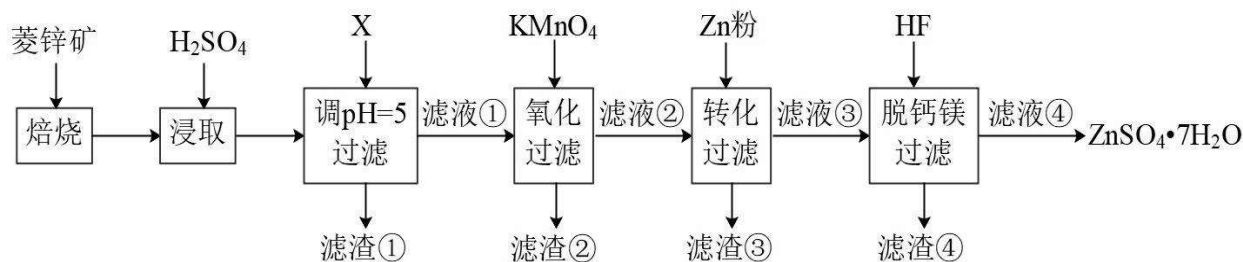 菱锌矿
H₂SO₄
X
KMnO₄
Zn粉
HF
焙烧
浸取
调pH=5
过滤
滤液①
氧化
过滤
滤液②
转化
过滤
滤液③
脱钙镁
过滤
滤液④
ZnSO₄•7H₂O
滤渣①
滤渣②
滤渣③
滤渣④